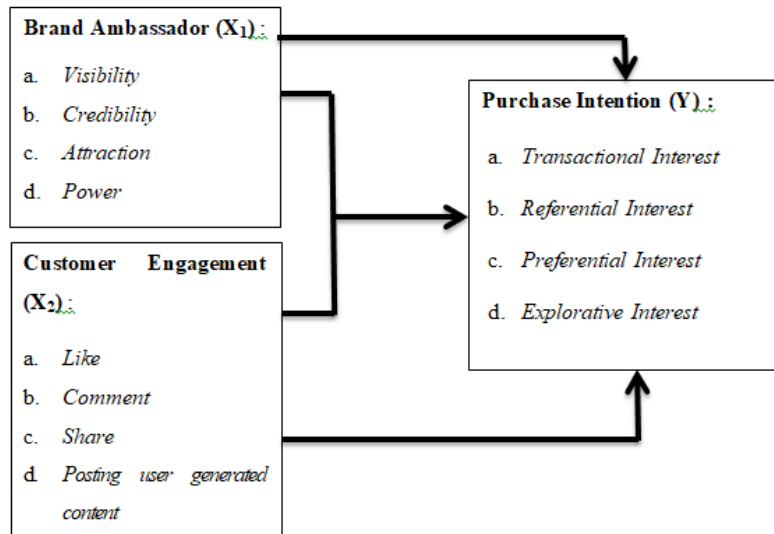 Brand Ambassador (X1) :
a. Visibility
b. Credibility
c. Attraction
d. Power
Purchase Intention (Y) :
a. Transactional Interest
b. Referential Interest
c. Preferential Interest
d. Explorative Interest
Customer Engagement
(X2) :
a. Like
b. Comment
c. Share
d Posting user generated
content